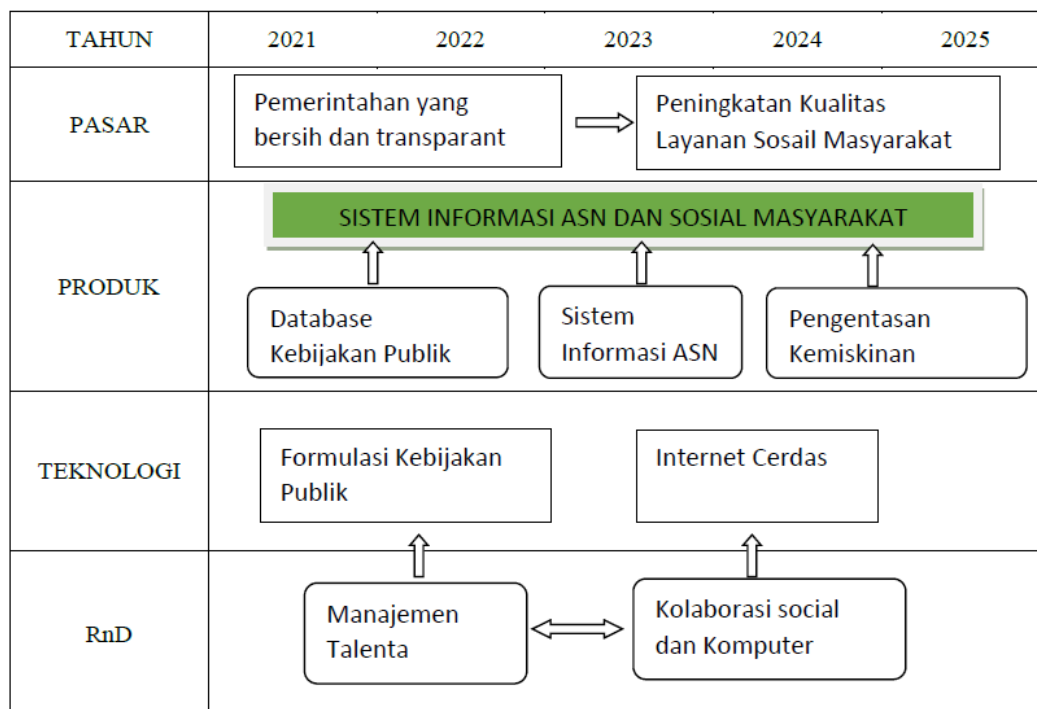 TAHUN 2021 2022 2023 2024 2025
PASAR
Pemerintahan yang
bersih dan transparant
Peningkatan Kualitas
Layanan Sosail Masyarakat
PRODUK
SISTEM INFORMASI ASN DAN SOSIAL MASYARAKAT
Database
Kebijakan Publik
Sistem
Informasi ASN
Pengentasan
Kemiskinan
TEKNOLOGI
Formulasi Kebijakan
Publik
Internet Cerdas
RnD
Manajemen
Talenta
Kolaborasi social
dan Komputer